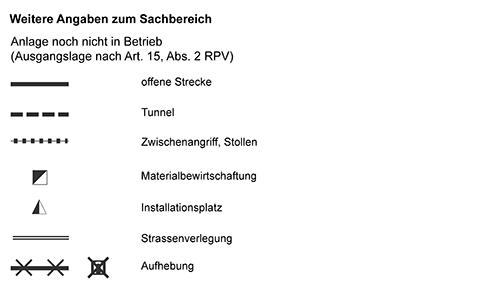 Weitere Angaben zum Sachbereich
Anlage noch nicht in Betrieb
(Ausgangslage nach Art. 15, Abs. 2 RPV)
offene Strecke
Tunnel
Zwischenangriff, Stollen
Materialbewirtschaftung
Installationsplatz
Strassenverlegung
Aufhebung